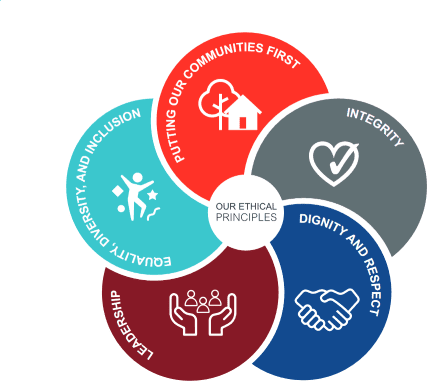 PUTTING OUR COMMUNITIES FIRST
INTEGRITY
DIGNITY AND RESPECT
LEADERSHIP
EQUALITY, DIVERSITY, AND INCLUSION
OUR ETHICAL
PRINCIPLES